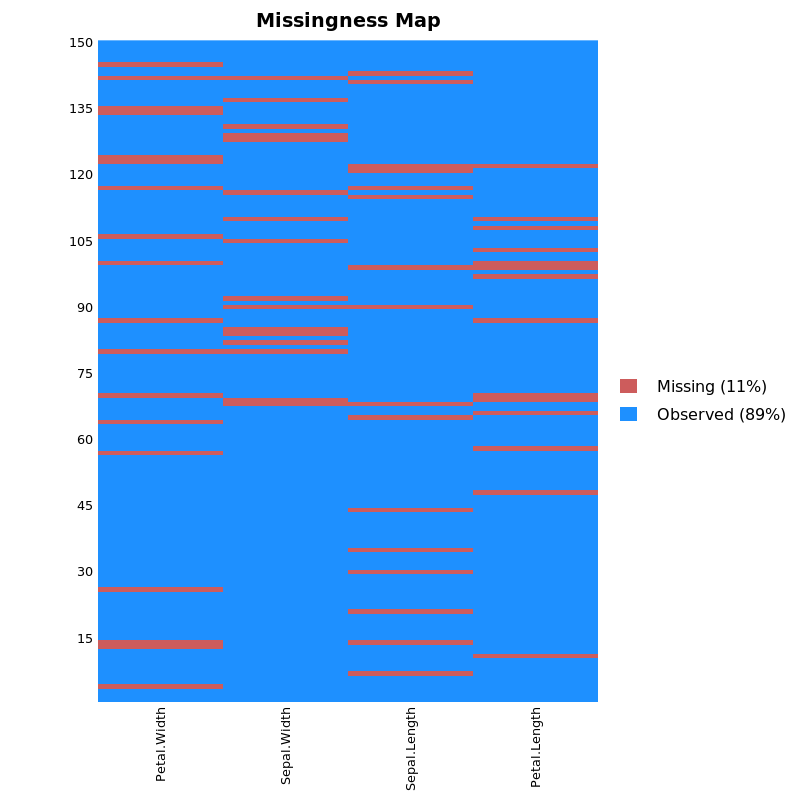 Missingness Map
150
135
120
105
90
75
60
45
30
15
Missing (11%)
Observed (89%)
Petal.Width
Sepal.Width
Sepal.Length
Petal.Length